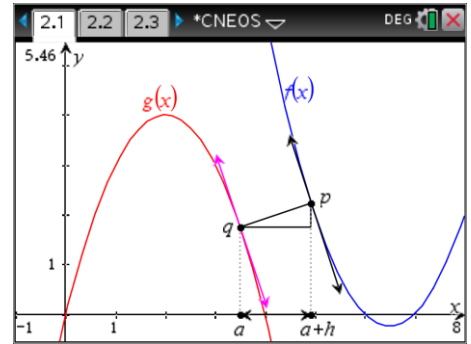 2.1 2.2 2.3 *CNEOS DEG
5.46 y
g(x) f(x)
p
q
1
x
-1 1 a a+h 8